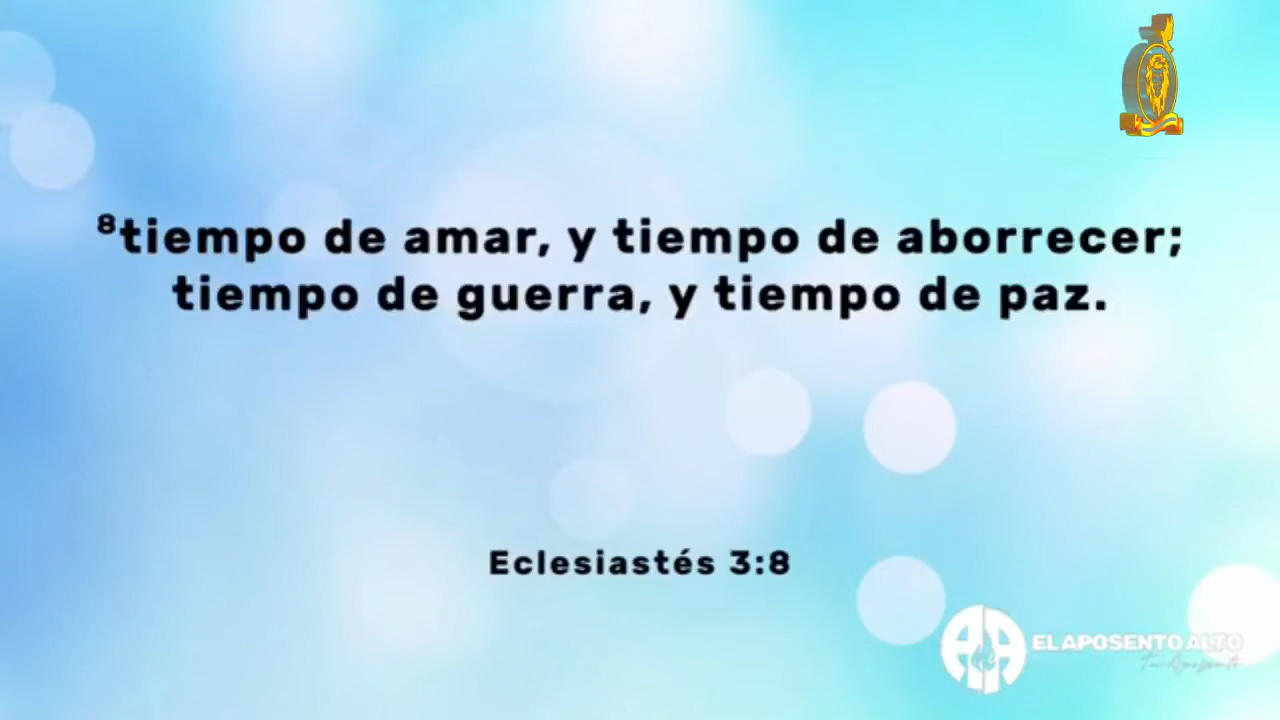 ⁸tiempo de amar, y tiempo de aborrecer;
tiempo de guerra, y tiempo de paz.
Eclesiastés 3:8
EL APOSENTO ALTO